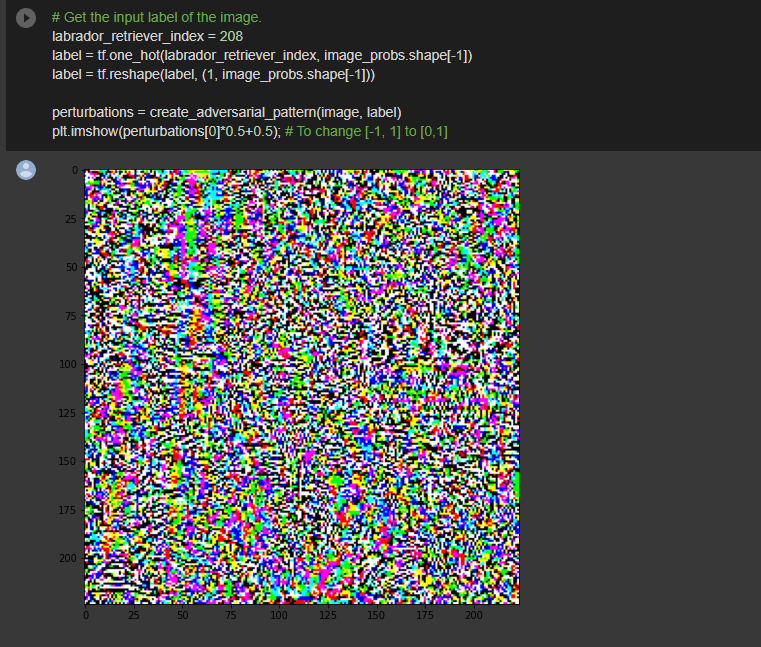 # Get the input label of the image.
labrador_retriever_index = 208
label = tf.one_hot(labrador_retriever_index, image_probs.shape[-1])
label = tf.reshape(label, (1, image_probs.shape[-1]))
perturbations = create_adversarial_pattern(image, label)
plt.imshow(perturbations[0]*0.5+0.5); # To change [-1, 1] to [0,1]
0
25
50
75
100
125
150
175
200
0 25 50 75 100 125 150 175 200